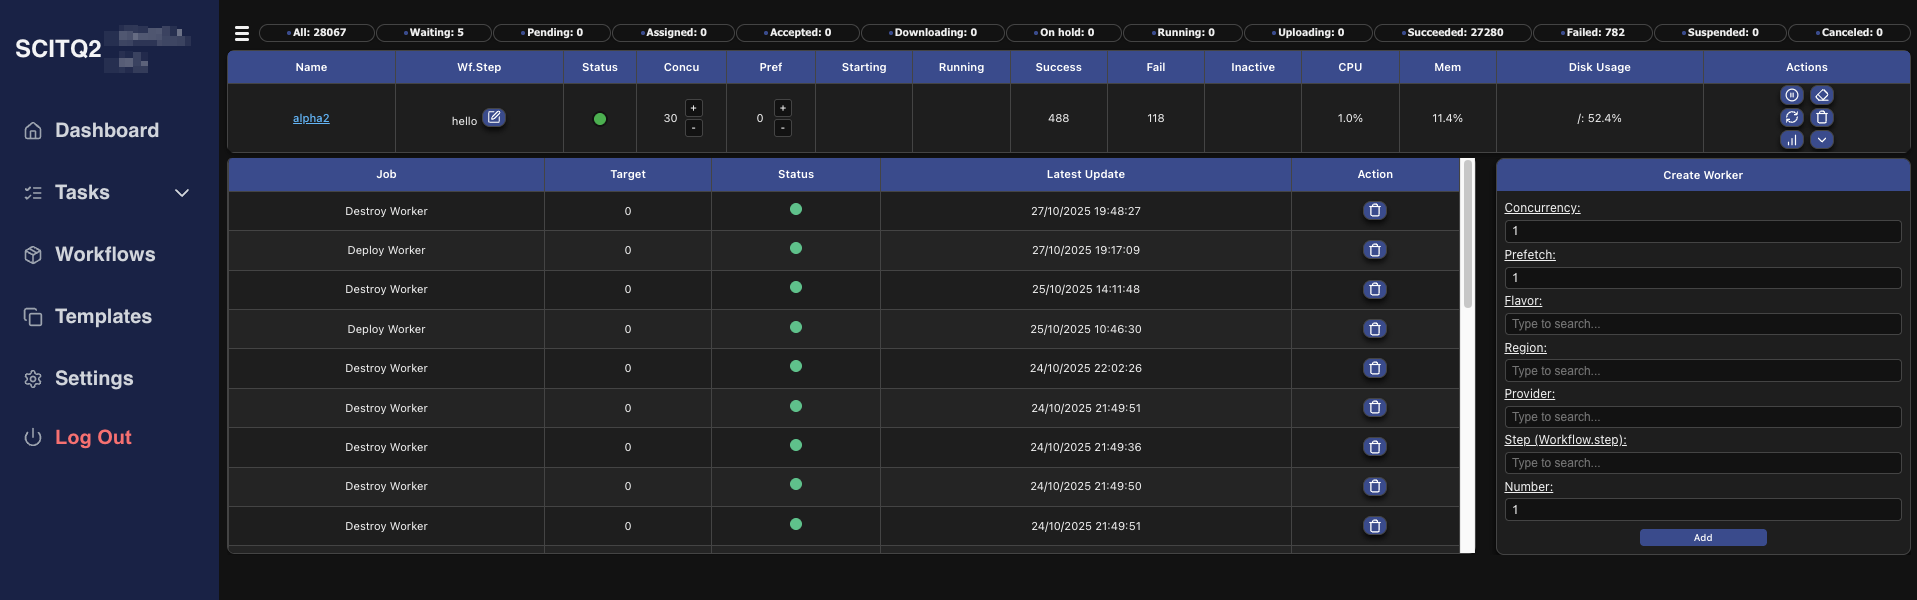 SCITQ2
Dashboard
Tasks
Workflows
Templates
Settings
Log Out
All: 28067 Waiting: 5 Pending: 0 Assigned: 0 Accepted: 0 Downloading: 0 On hold: 0 Running: 0 Uploading: 0 Succeeded: 27280 Failed: 782 Suspended: 0 Canceled: 0
Name Wf.Step Status Concu Pref Starting Running Success Fail Inactive CPU Mem Disk Usage Actions
alpha2 hello 30 + - 0 + - 488 118 1.0% 11.4% /: 52.4%
Job Target Status Latest Update Action
Destroy Worker 0 27/10/2025 19:48:27
Deploy Worker 0 27/10/2025 19:17:09
Destroy Worker 0 25/10/2025 14:11:48
Deploy Worker 0 25/10/2025 10:46:30
Destroy Worker 0 24/10/2025 22:02:26
Destroy Worker 0 24/10/2025 21:49:51
Destroy Worker 0 24/10/2025 21:49:36
Destroy Worker 0 24/10/2025 21:49:50
Destroy Worker 0 24/10/2025 21:49:51
Create Worker
Concurrency:
1
Prefetch:
1
Flavor:
Type to search...
Region:
Type to search...
Provider:
Type to search...
Step (Workflow.step):
Type to search...
Number:
1
Add